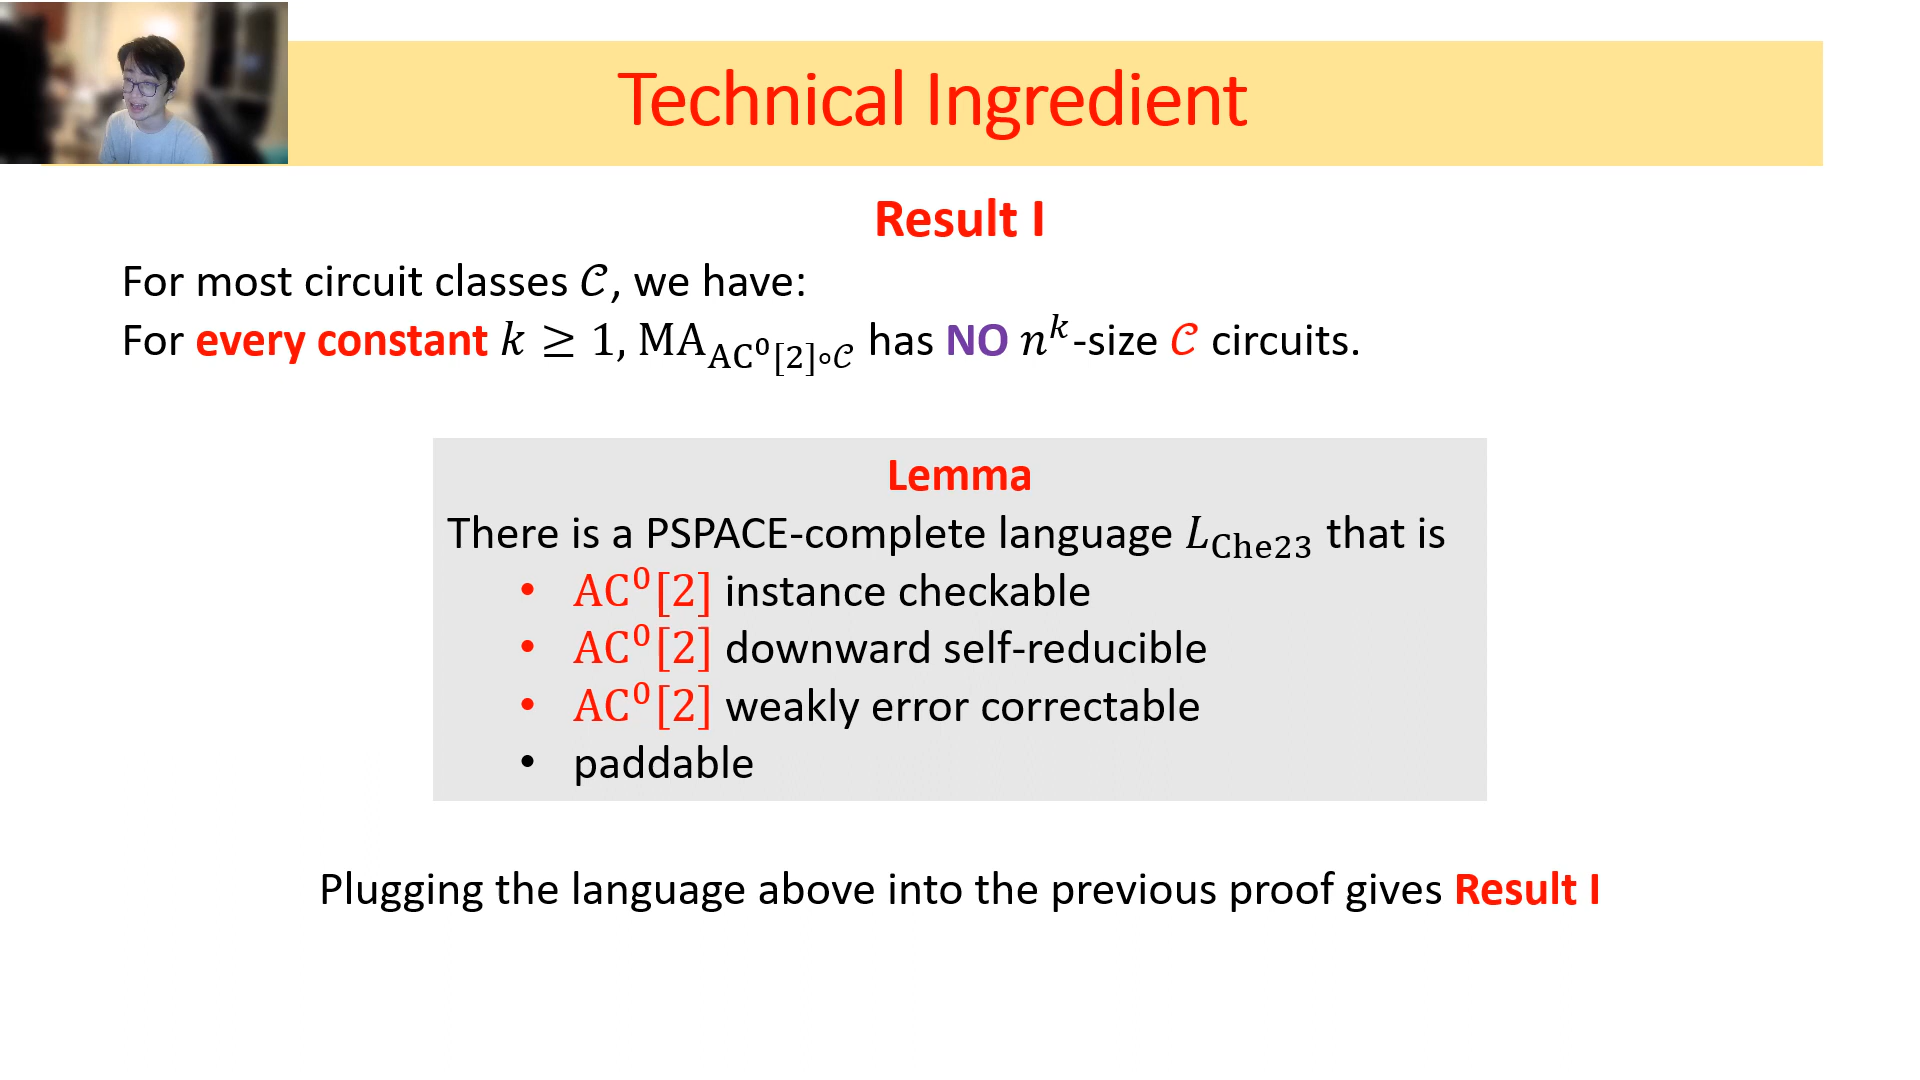 Technical Ingredient
Result I
For most circuit classes 𝒞, we have:
For every constant k ≥ 1, MA_{AC⁰[2]∘𝒞} has NO nᵏ-size 𝒞 circuits.
Lemma
There is a PSPACE-complete language L_{Che23} that is
• AC⁰[2] instance checkable
• AC⁰[2] downward self-reducible
• AC⁰[2] weakly error correctable
• paddable
Plugging the language above into the previous proof gives Result I